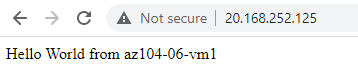 Not secure | 20.168.252.125
Hello World from az104-06-vm1